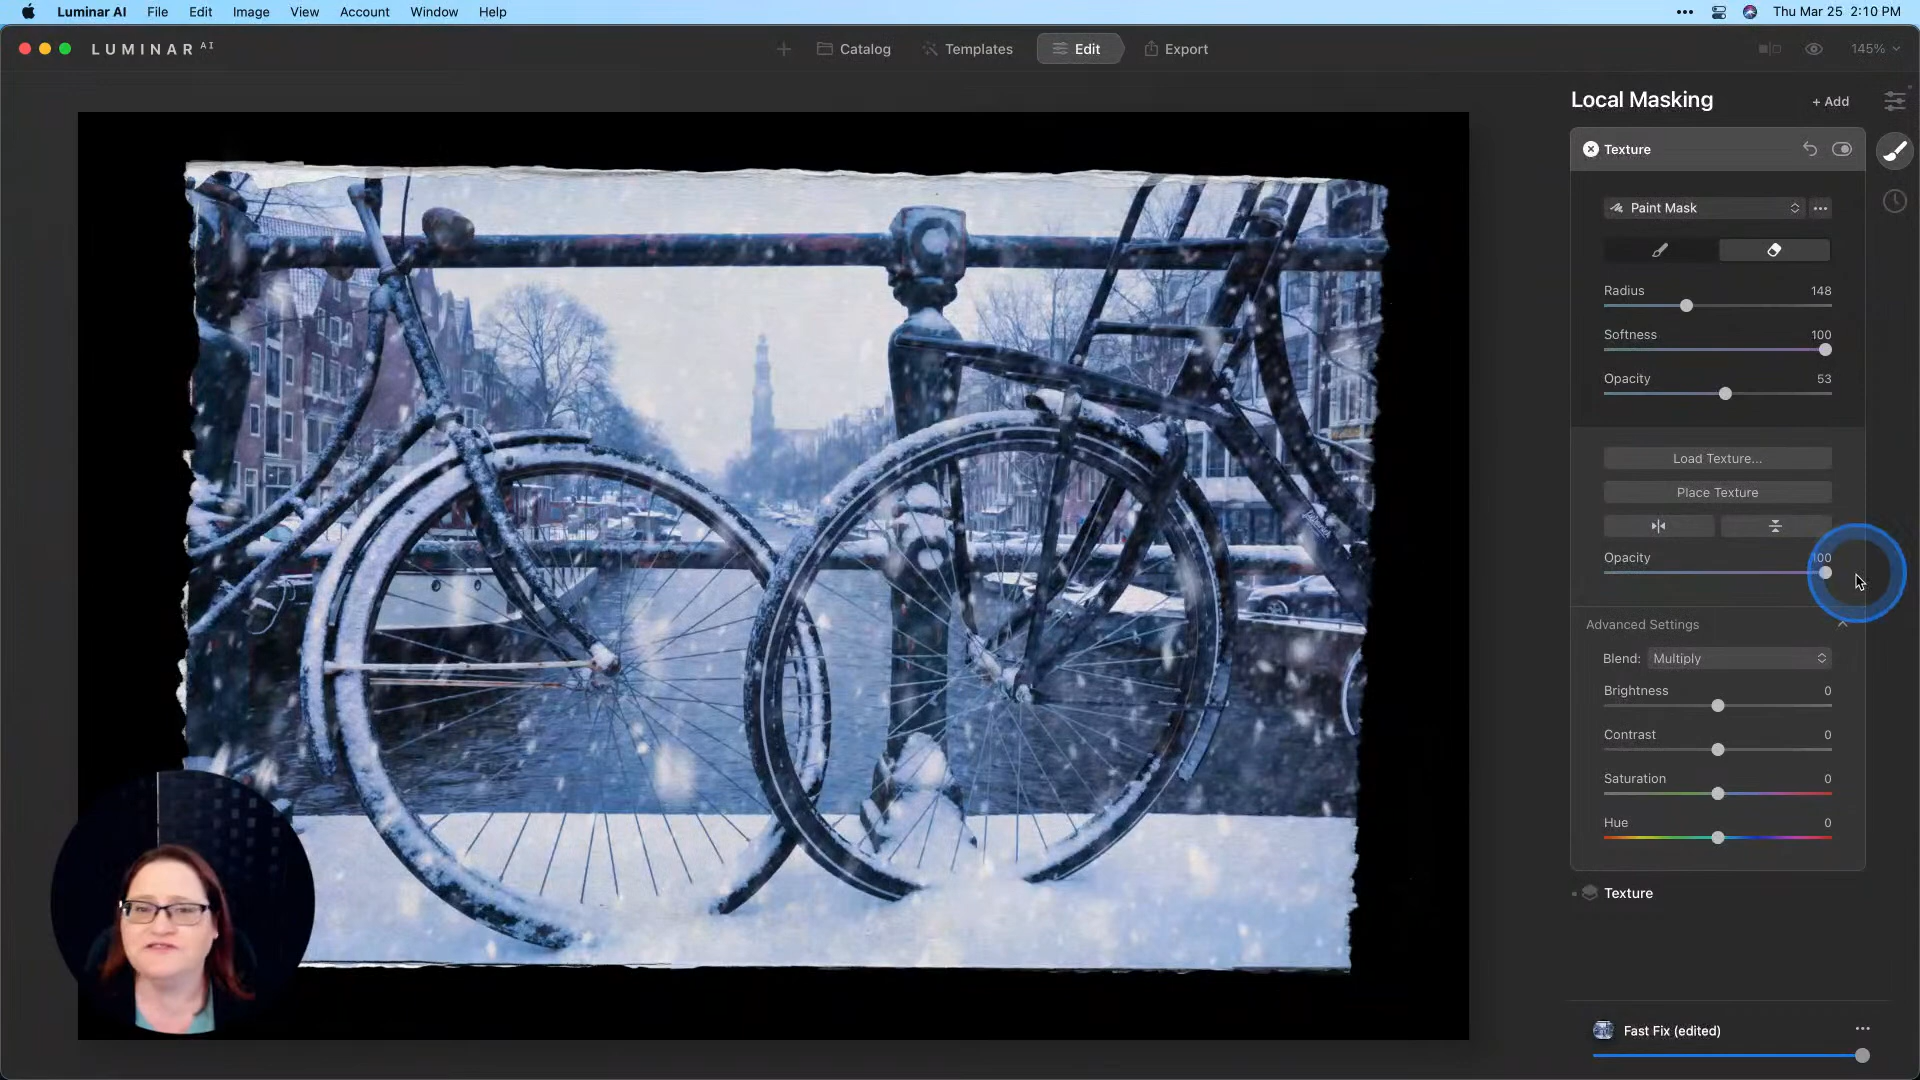 Luminar AI File Edit Image View Account Window Help Thu Mar 25 2:10 PM
LUMINAR AI Catalog Templates Edit Export 145%
Local Masking + Add
Texture
Paint Mask
Radius 148
Softness 100
Opacity 53
Load Texture...
Place Texture
Opacity 100
Advanced Settings
Blend: Multiply
Brightness 0
Contrast 0
Saturation 0
Hue 0
Texture
Fast Fix (edited)